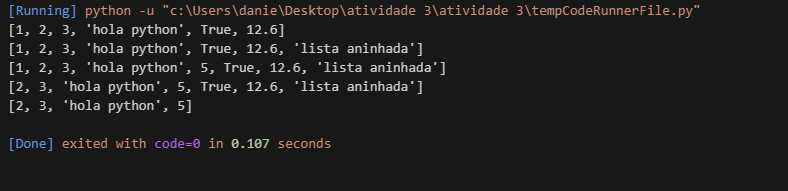 [Running] python -u "c:\Users\danie\Desktop\atividade 3\atividade 3\tempCodeRunnerFile.py"
[1, 2, 3, 'hola python', True, 12.6]
[1, 2, 3, 'hola python', True, 12.6, 'lista aninhada']
[1, 2, 3, 'hola python', 5, True, 12.6, 'lista aninhada']
[2, 3, 'hola python', 5, True, 12.6, 'lista aninhada']
[2, 3, 'hola python', 5]
[Done] exited with code=0 in 0.107 seconds